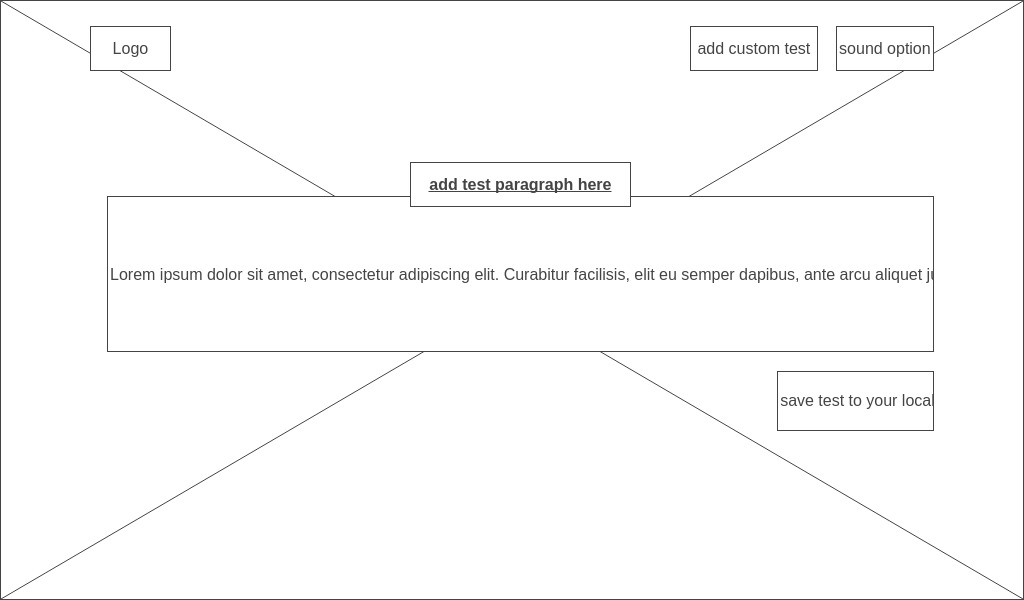 Logo
add custom test
sound option
add test paragraph here
Lorem ipsum dolor sit amet, consectetur adipiscing elit. Curabitur facilisis, elit eu semper dapibus, ante arcu aliquet
save test to your local